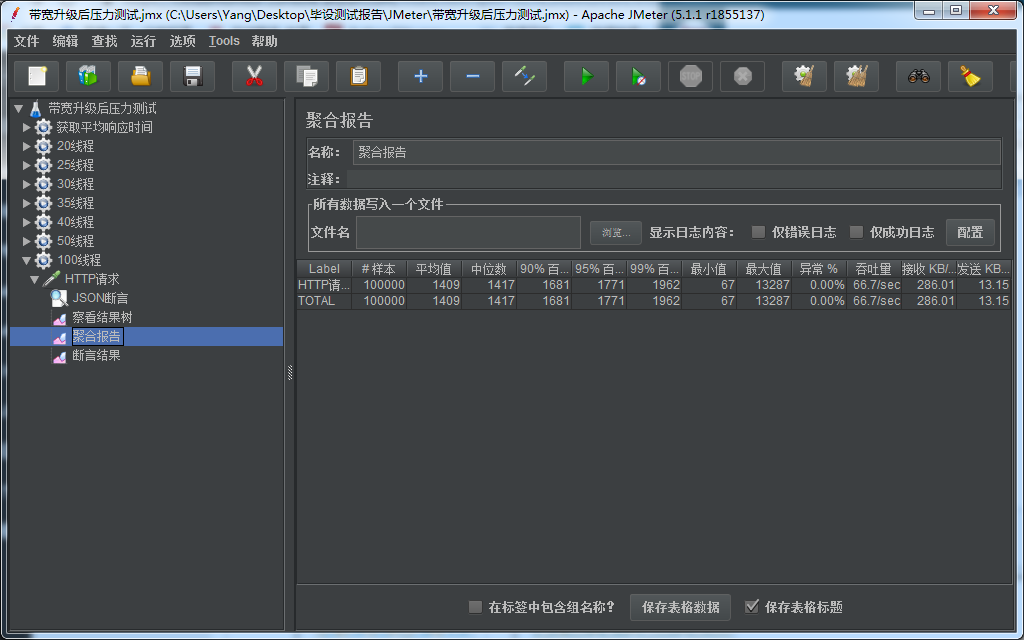 带宽升级后压力测试.jmx (C:\Users\Yang\Desktop\毕设测试报告\JMeter\带宽升级后压力测试.jmx) - Apache JMeter (5.1.1 r1855137)
文件 编辑 查找 运行 选项 Tools 帮助
STOP
带宽升级后压力测试
获取平均响应时间
20线程
25线程
30线程
35线程
40线程
50线程
100线程
HTTP请求
JSON断言
察看结果树
聚合报告
断言结果
聚合报告
名称： 聚合报告
注释：
所有数据写入一个文件
文件名 浏览... 显示日志内容： 仅错误日志 仅成功日志 配置
Label # 样本 平均值 中位数 90% 百... 95% 百... 99% 百... 最小值 最大值 异常 % 吞吐量 接收 KB/... 发送 KB...
HTTP请... 100000 1409 1417 1681 1771 1962 67 13287 0.00% 66.7/sec 286.01 13.15
TOTAL 100000 1409 1417 1681 1771 1962 67 13287 0.00% 66.7/sec 286.01 13.15
在标签中包含组名称? 保存表格数据 保存表格标题